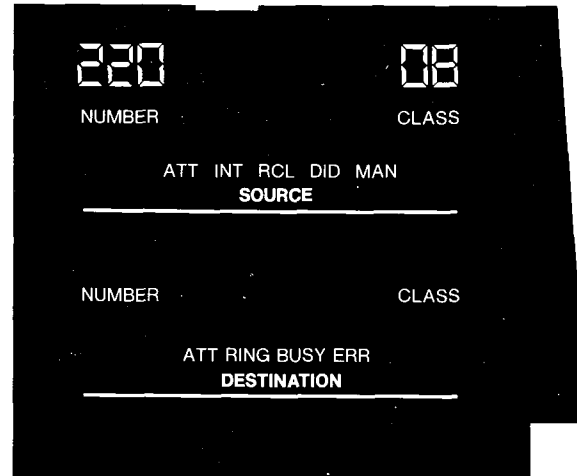 220 08
NUMBER CLASS
ATT INT RCL DID MAN
SOURCE
NUMBER CLASS
ATT RING BUSY ERR
DESTINATION